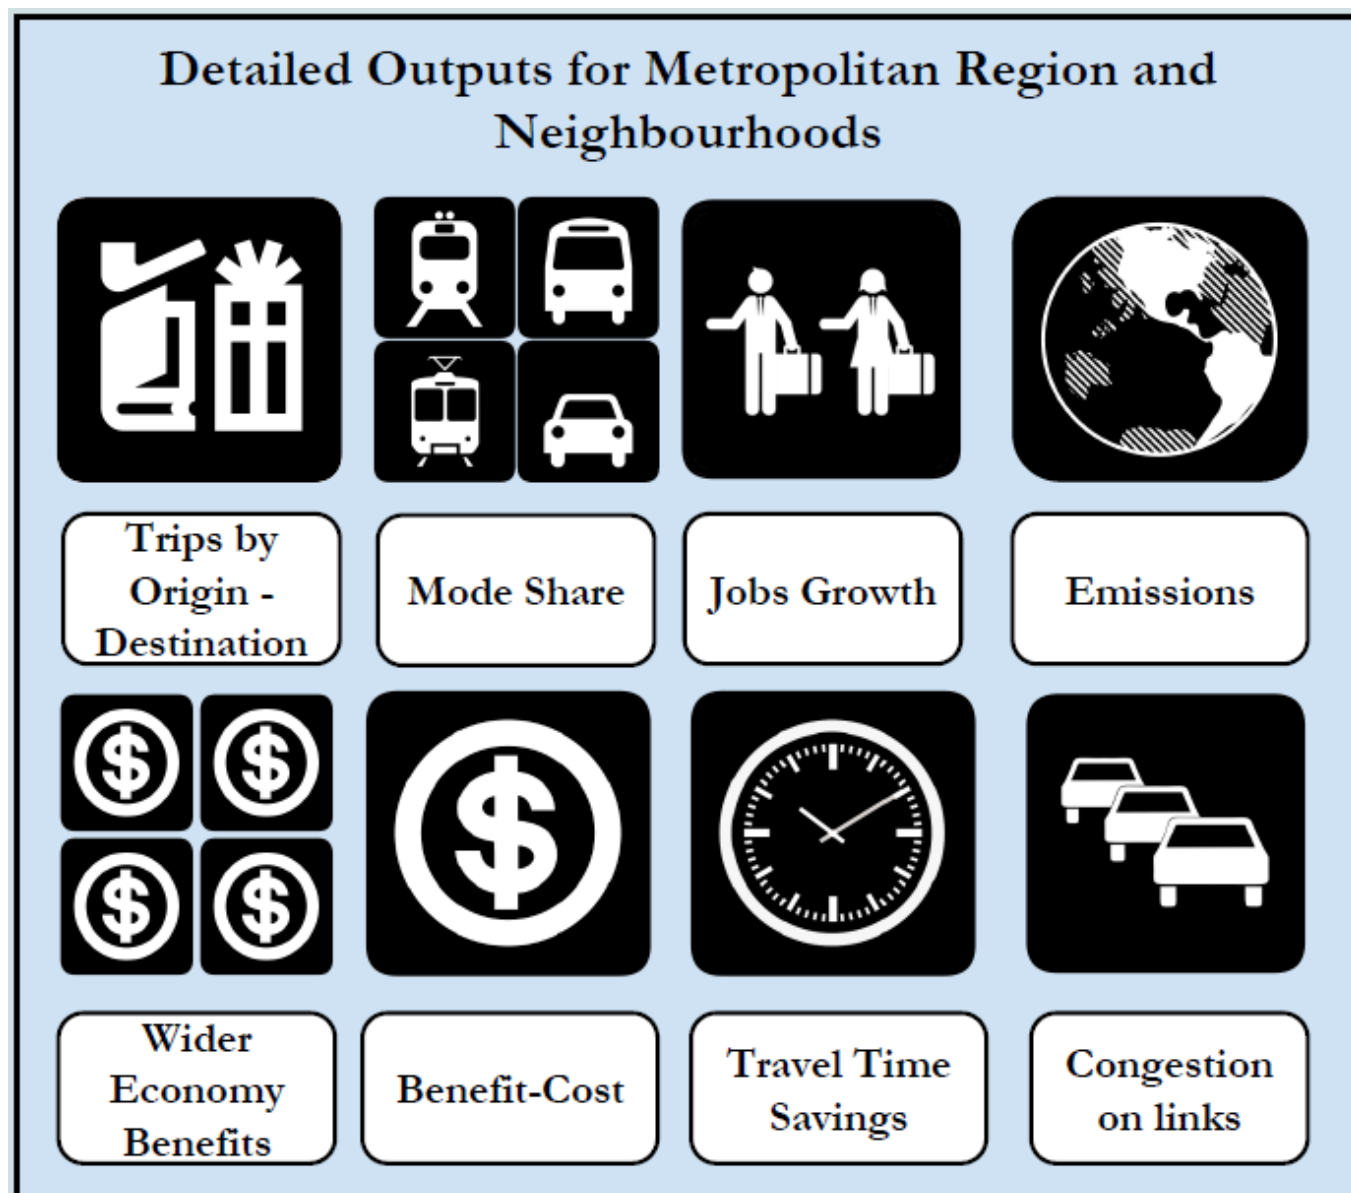 Detailed Outputs for Metropolitan Region and
Neighbourhoods
Trips by
Origin -
Destination
Mode Share
Jobs Growth
Emissions
$ $
$ $
$
Wider
Economy
Benefits
Benefit-Cost
Travel Time
Savings
Congestion
on links